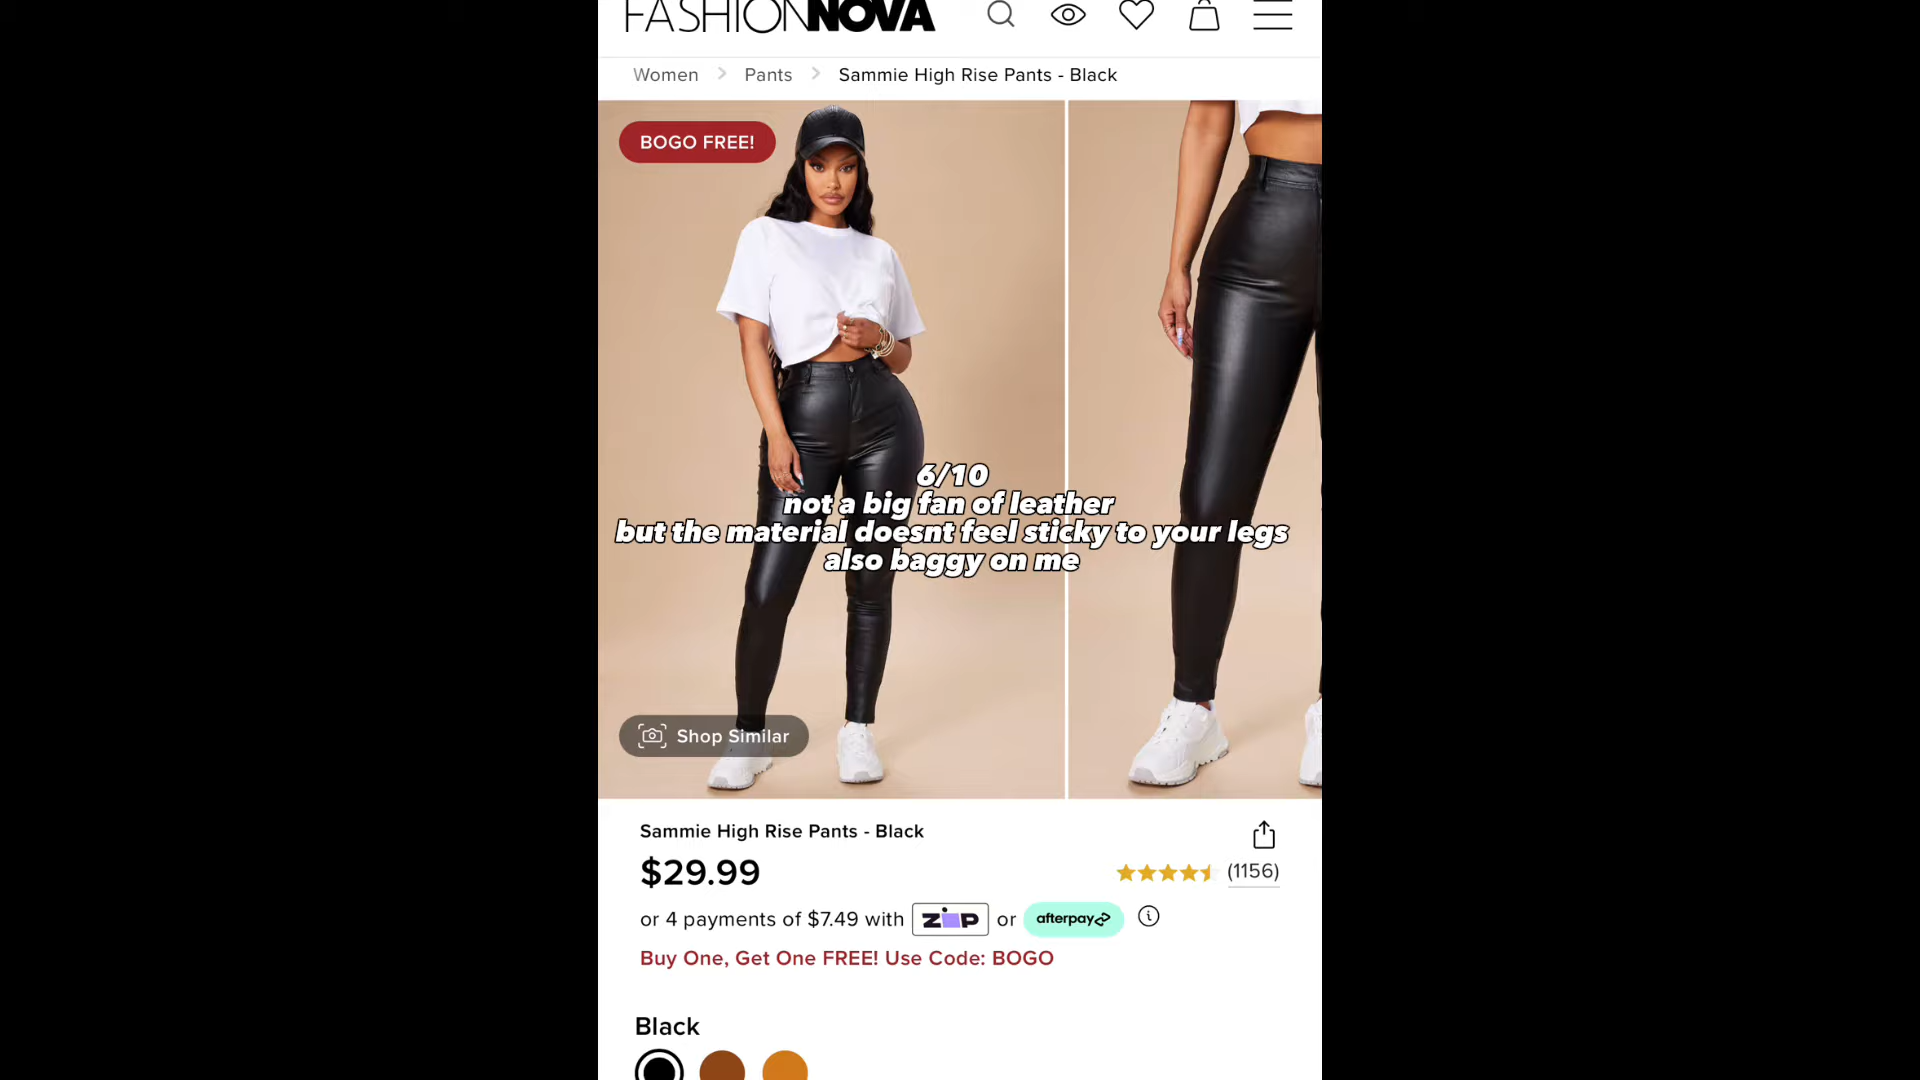 FASHIONNOVA
Women > Pants > Sammie High Rise Pants - Black
BOGO FREE!
6/10
not a big fan of leather
but the material doesnt feel sticky to your legs
also baggy on me
Shop Similar
Sammie High Rise Pants - Black
$29.99
(1156)
or 4 payments of $7.49 with zip or afterpay
Buy One, Get One FREE! Use Code: BOGO
Black